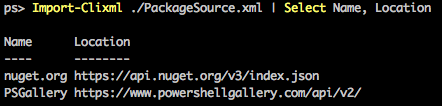 ps> Import-Clixml ./PackageSource.xml | Select Name, Location
Name Location
---- --------
nuget.org https://api.nuget.org/v3/index.json
PSGallery https://www.powershellgallery.com/api/v2/